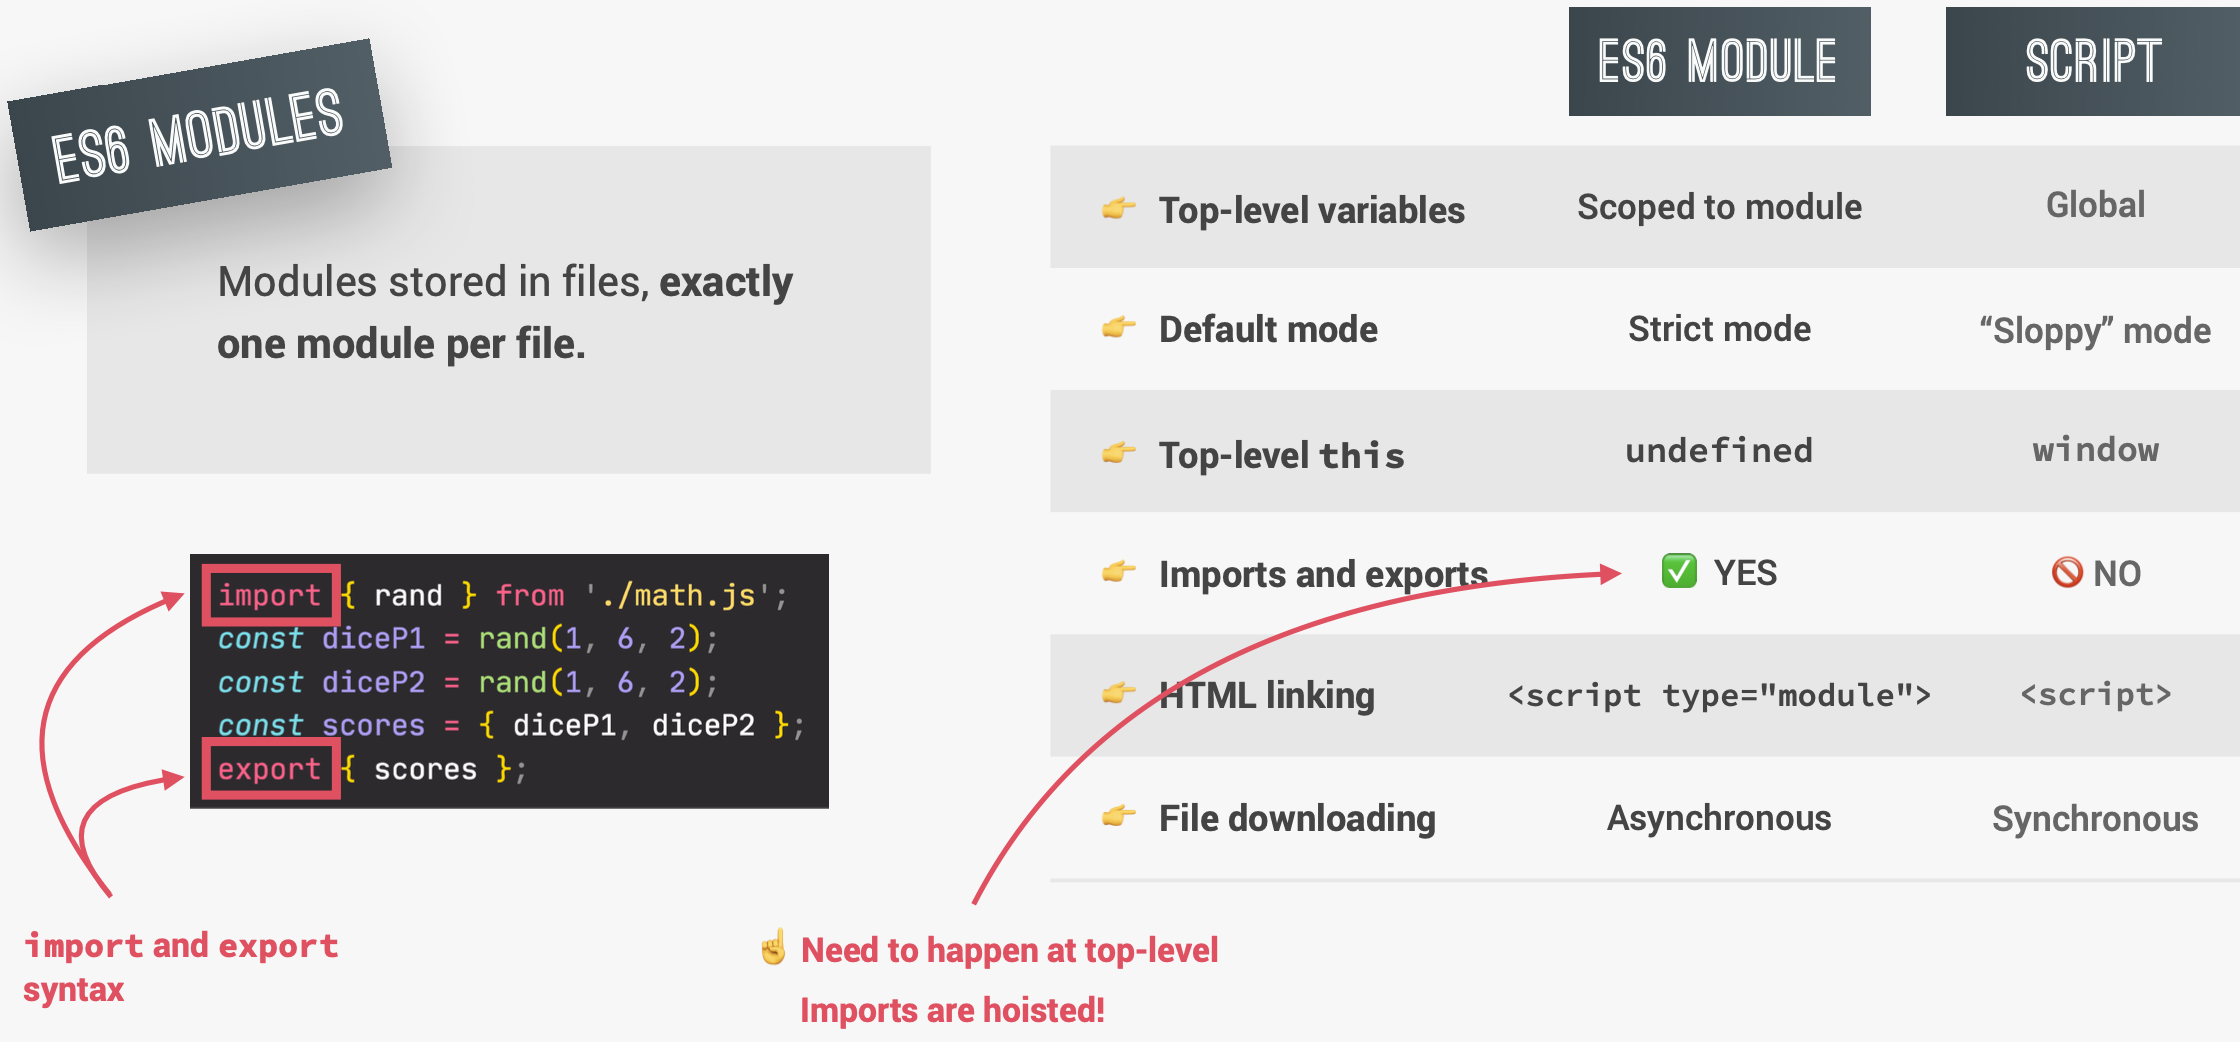 ES6 MODULES
Modules stored in files, exactly
one module per file.
import { rand } from './math.js';
const diceP1 = rand(1, 6, 2);
const diceP2 = rand(1, 6, 2);
const scores = { diceP1, diceP2 };
export { scores };
import and export
syntax
ES6 MODULE SCRIPT
👉 Top-level variables Scoped to module Global
👉 Default mode Strict mode “Sloppy” mode
👉 Top-level this undefined window
👉 Imports and exports ✅ YES 🚫 NO
👉 HTML linking <script type="module"> <script>
👉 File downloading Asynchronous Synchronous
☝️ Need to happen at top-level
Imports are hoisted!